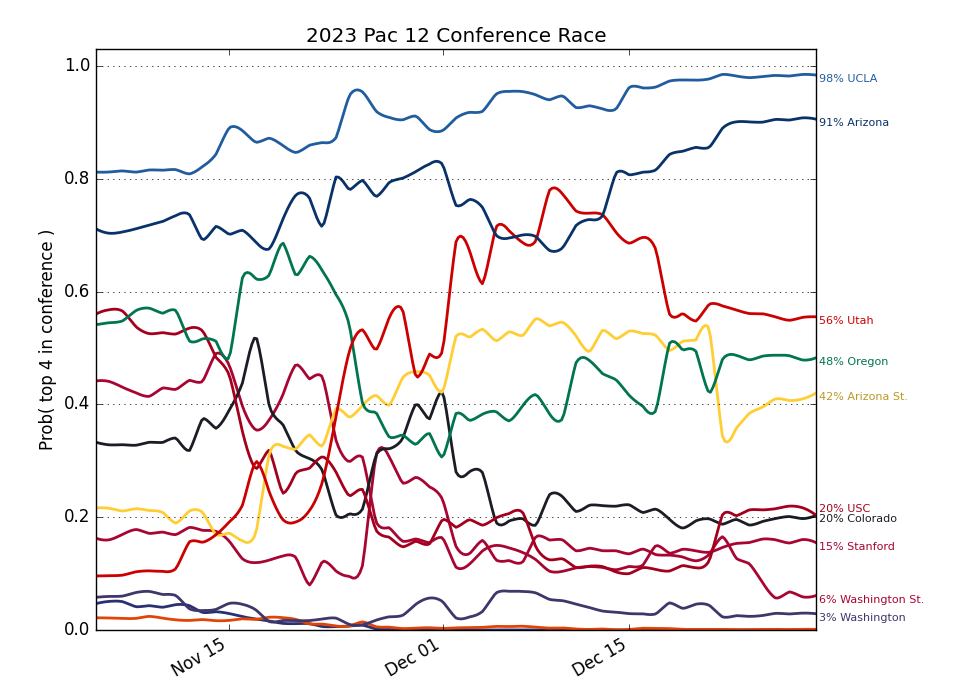 2023 Pac 12 Conference Race
Prob( top 4 in conference )
1.0
0.8
0.6
0.4
0.2
0.0
Nov 15
Dec 01
Dec 15
98% UCLA
91% Arizona
56% Utah
48% Oregon
42% Arizona St.
20% USC
20% Colorado
15% Stanford
6% Washington St.
3% Washington